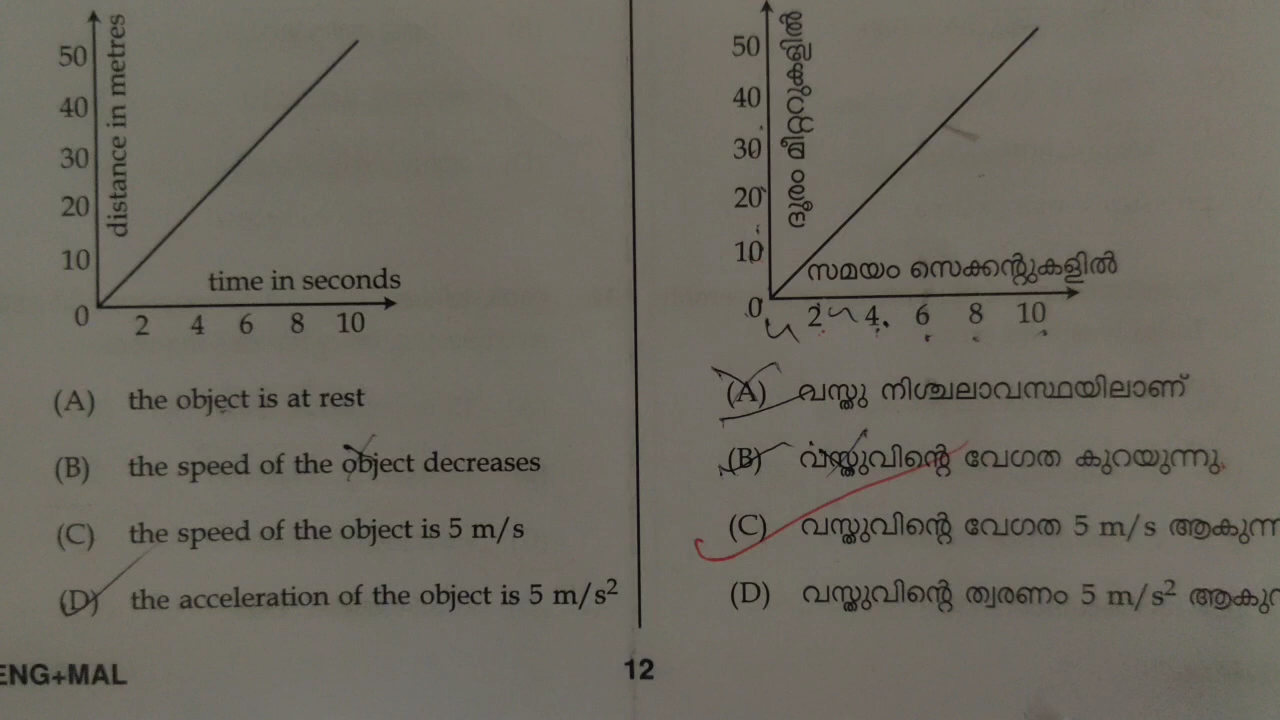 distance in metres
50
40
30
20
10
0
time in seconds
2 4 6 8 10
(A) the object is at rest
(B) the speed of the object decreases
(C) the speed of the object is 5 m/s
(D) the acceleration of the object is 5 m/s²
ദൂരം മീറ്ററുകളിൽ
50
40
30
20
10
0
സമയം സെക്കന്റുകളിൽ
2 4 6 8 10
(A) വസ്തു നിശ്ചലാവസ്ഥയിലാണ്
(B) വസ്തുവിന്റെ വേഗത കുറയുന്നു.
(C) വസ്തുവിന്റെ വേഗത 5 m/s
(D) വസ്തുവിന്റെ ത്വരണം 5 m/s²
ENG+MAL
12